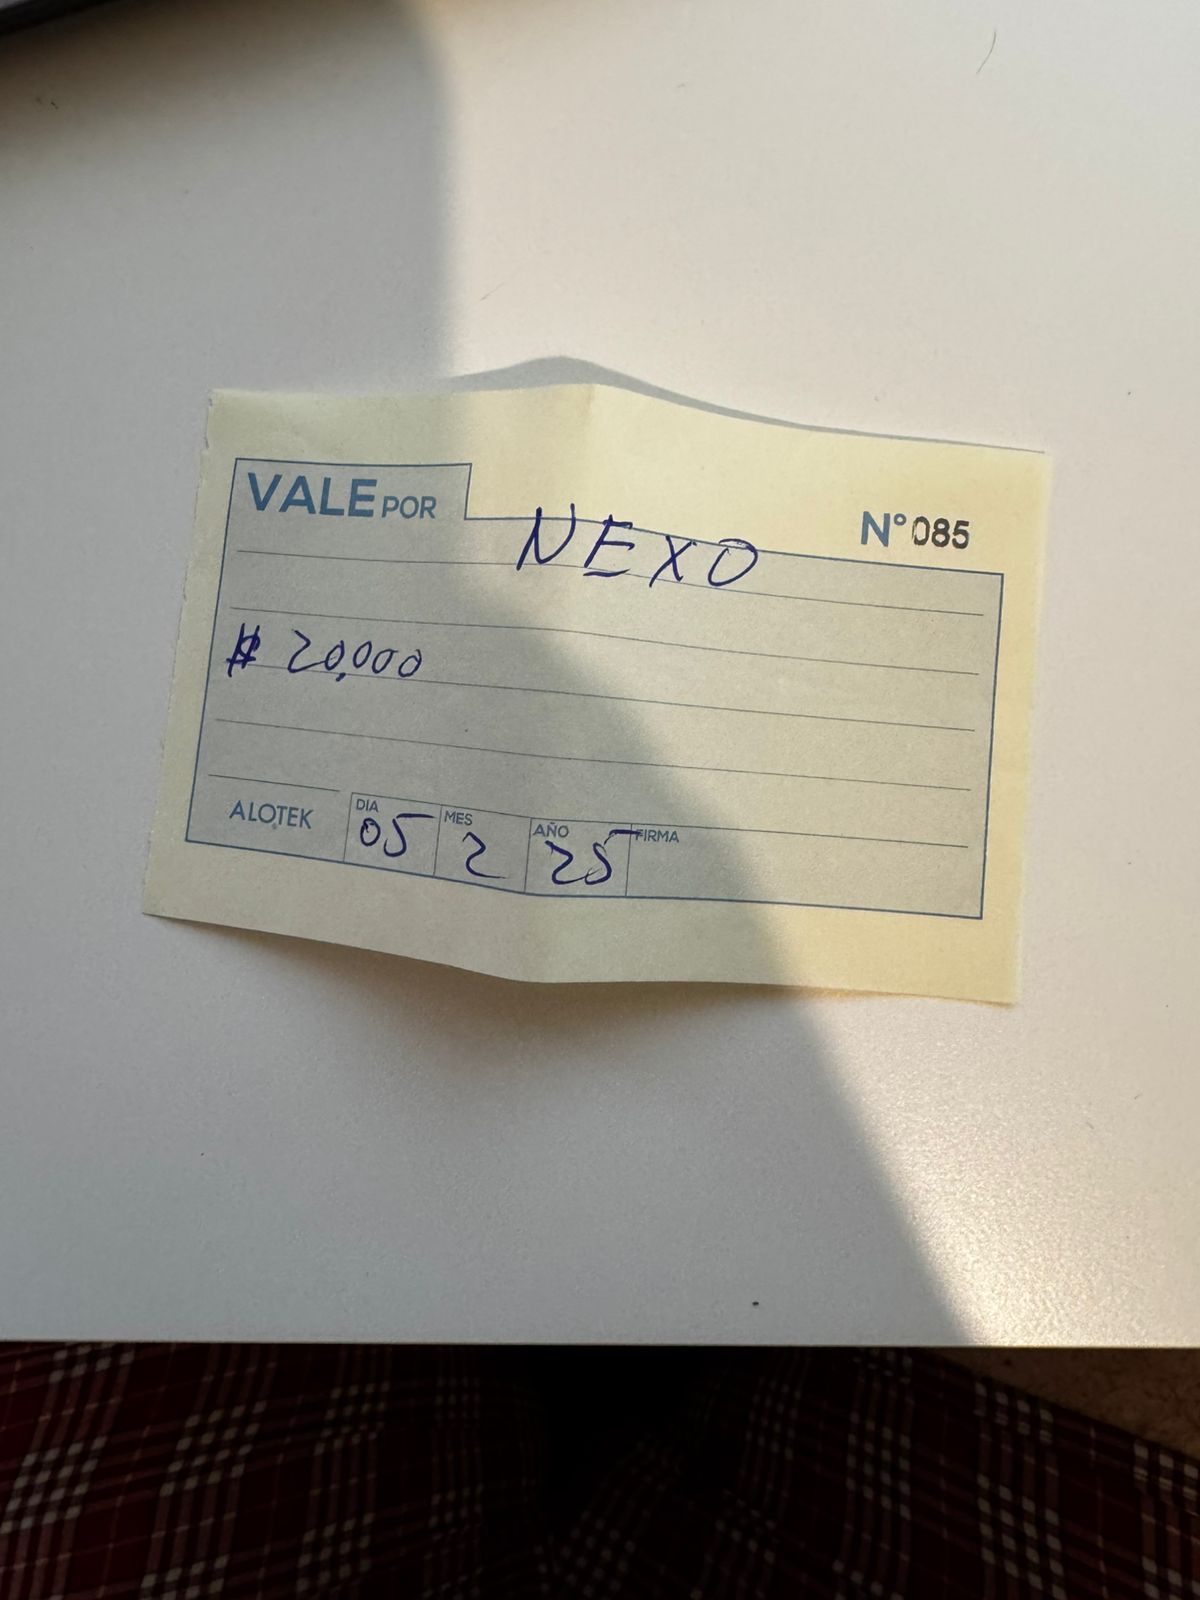 VALE POR
N° 085
NEXO
$ 20,000
ALOTEK
DIA
05
MES
2
AÑO
25
FIRMA